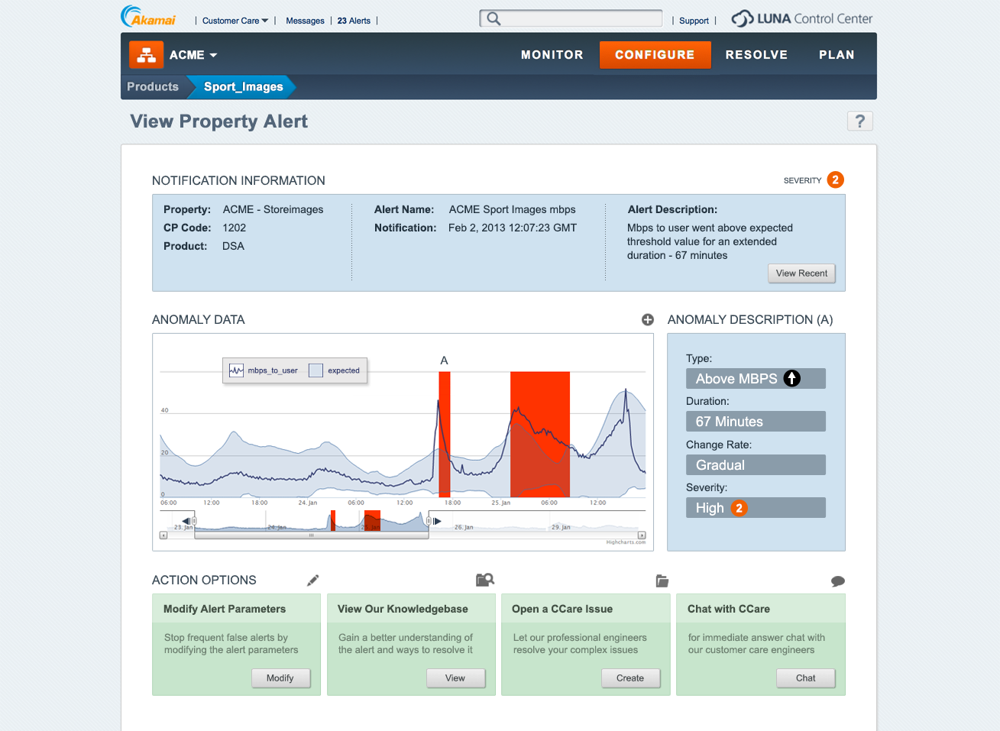 Akamai | Customer Care | Messages | 23 Alerts | | Support | LUNA Control Center
ACME MONITOR CONFIGURE RESOLVE PLAN
Products Sport_Images
View Property Alert ?
NOTIFICATION INFORMATION SEVERITY 2
Property: ACME - Storeimages
CP Code: 1202
Product: DSA
Alert Name: ACME Sport Images mbps
Notification: Feb 2, 2013 12:07:23 GMT
Alert Description:
Mbps to user went above expected
threshold value for an extended
duration - 67 minutes
View Recent
ANOMALY DATA
A
mbps_to_user expected
40
20
0
06:00 12:00 18:00 24. Jan 06:00 12:00 18:00 25. Jan 06:00 12:00
23. Jan 24. Jan 25. Jan 26. Jan 29. Jan
Highcharts.com
ANOMALY DESCRIPTION (A)
Type:
Above MBPS
Duration:
67 Minutes
Change Rate:
Gradual
Severity:
High 2
ACTION OPTIONS
Modify Alert Parameters
Stop frequent false alerts by
modifying the alert parameters
Modify
View Our Knowledgebase
Gain a better understanding of
the alert and ways to resolve it
View
Open a CCare Issue
Let our professional engineers
resolve your complex issues
Create
Chat with CCare
for immediate answer chat with
our customer care engineers
Chat